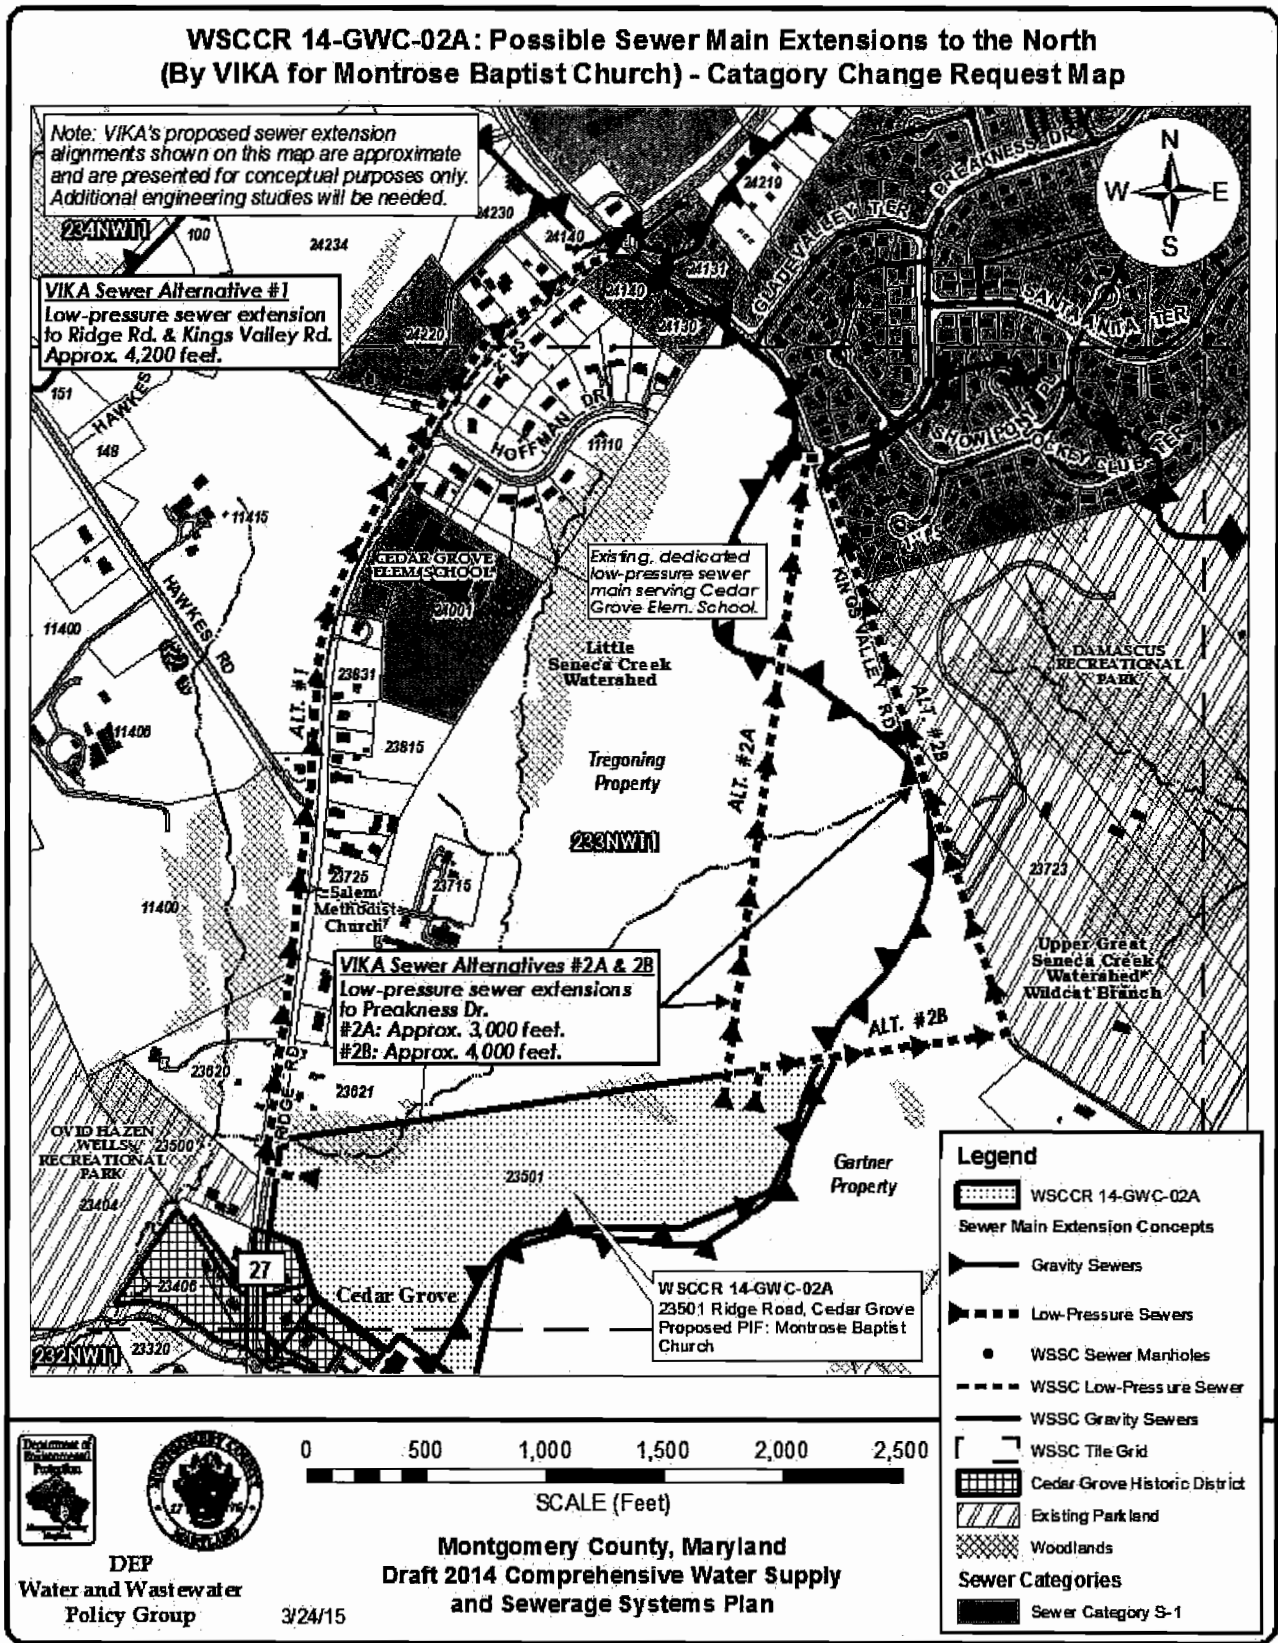 WSCCR 14-GWC-02A: Possible Sewer Main Extensions to the North
(By VIKA for Montrose Baptist Church) - Catagory Change Request Map
Note: VIKA's proposed sewer extension
alignments shown on this map are approximate
and are presented for conceptual purposes only.
Additional engineering studies will be needed.
N
W E
S
PREAKNESS DR
GLADE VALLEY TER
SANTA ANITA TER
24219
24230
24140
24131
24140
24130
234NW11
100
24234
24220
VIKA Sewer Alternative #1
Low-pressure sewer extension
to Ridge Rd. & Kings Valley Rd.
Approx. 4,200 feet.
151
HAWKES
148
HOFFMAN DR
11110
SHOW PONY PL
JOCKEY CLUB TER
11415
CEDAR GROVE
ELEM. SCHOOL
24001
Existing, dedicated
low-pressure sewer
main serving Cedar
Grove Elem. School.
KINGS VALLEY RD
HAWKES RD
11400
11406
ALT. #1
23831
23815
Little
Seneca Creek
Watershed
Tregoning
Property
233NW11
ALT. #2A
ALT. #2B
DAMASCUS
RECREATIONAL
PARK
23723
11400
23725
Salem
Methodist
Church
23715
Upper Great
Seneca Creek
Watershed
Wildcat Branch
VIKA Sewer Alternatives #2A & 2B
Low-pressure sewer extensions
to Preakness Dr.
#2A: Approx. 3,000 feet.
#2B: Approx. 4,000 feet.
ALT. #2B
23620
RIDGE RD
23621
OVID HAZEN
WELLS
RECREATIONAL
PARK
23500
23404
23501
Gartner
Property
27
23406
Cedar Grove
232NW11
23320
WSCCR 14-GWC-02A
23501 Ridge Road, Cedar Grove
Proposed PIF: Montrose Baptist
Church
Legend
WSCCR 14-GWC-02A
Sewer Main Extension Concepts
Gravity Sewers
Low-Pressure Sewers
WSSC Sewer Manholes
WSSC Low-Pressure Sewer
WSSC Gravity Sewers
WSSC Tile Grid
Cedar Grove Historic District
Existing Parkland
Woodlands
Sewer Categories
Sewer Category S-1
Department of
Environmental
Protection
MONTGOMERY COUNTY
17 76
MARYLAND
DEP
Water and Wastewater
Policy Group
3/24/15
0 500 1,000 1,500 2,000 2,500
SCALE (Feet)
Montgomery County, Maryland
Draft 2014 Comprehensive Water Supply
and Sewerage Systems Plan